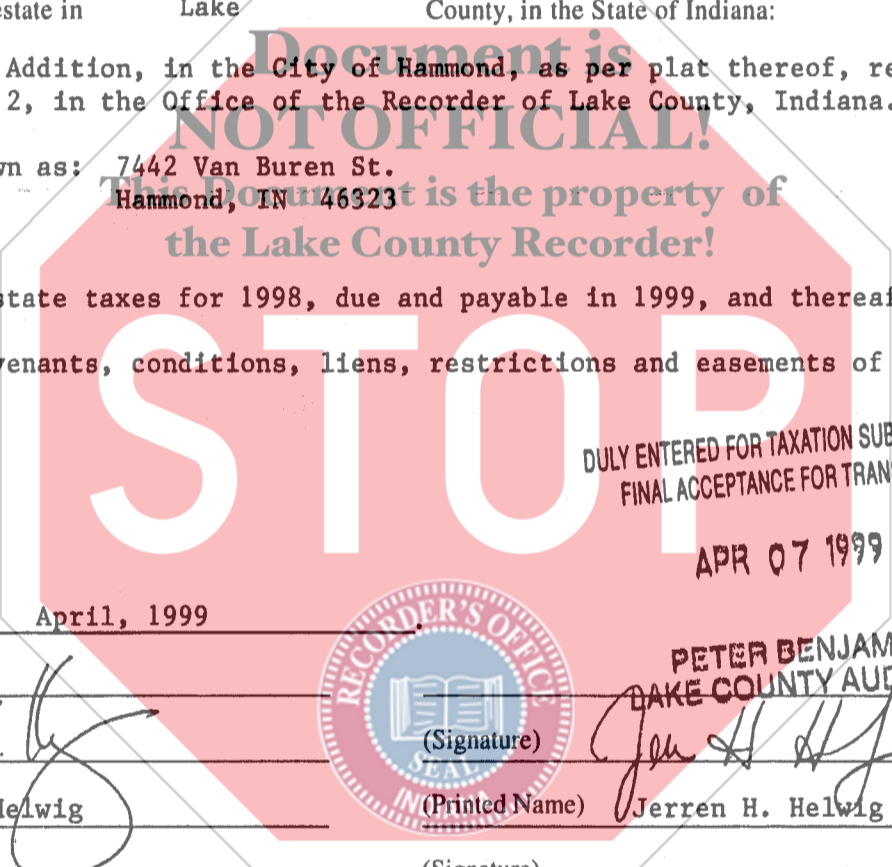 estate in Lake County, in the State of Indiana:
Document is
Addition, in the City of Hammond, as per plat thereof, re
2, in the Office of the Recorder of Lake County, Indiana.
NOT OFFICIAL!
wn as: 7442 Van Buren St.
This Document is the property of
Hammond, IN 46323
the Lake County Recorder!
state taxes for 1998, due and payable in 1999, and thereaf
venants, conditions, liens, restrictions and easements of
STOP
DULY ENTERED FOR TAXATION SUB
FINAL ACCEPTANCE FOR TRAN
APR 07 1999
April, 1999
RECORDER'S OFFICE
PETER BENJAM
LAKE COUNTY AUD
(Signature)
SEAL
INDIANA
Helwig (Printed Name) Jerren H. Helwig
(Signature)